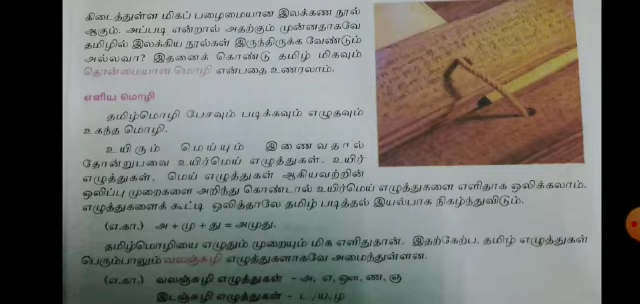 கிடைத்துள்ள மிகப் பழைமையான இலக்கண நூல்
ஆகும். அப்படி என்றால் அதற்கும் முன்னதாகவே
தமிழில் இலக்கிய நூல்கள் இருந்திருக்க வேண்டும்
அல்லவா? இதனைக் கொண்டு தமிழ் மிகவும்
தொன்மையான மொழி என்பதை உணரலாம்.
எளிய மொழி
தமிழ்மொழி பேசவும் படிக்கவும் எழுதவும்
உகந்த மொழி.
உயிரும் மெய்யும் இணைவதால்
தோன்றுபவை உயிர்மெய் எழுத்துகள். உயிர்
எழுத்துகள், மெய் எழுத்துகள் ஆகியவற்றின்
ஒலிப்பு முறைகளை அறிந்து கொண்டால் உயிர்மெய் எழுத்துகளை எளிதாக ஒலிக்கலாம்.
எழுத்துகளைக் கூட்டி ஒலித்தாலே தமிழ் படித்தல் இயல்பாக நிகழ்ந்துவிடும்.
(எ.கா.) அ + மு + து = அமுது.
தமிழ்மொழியை எழுதும் முறையும் மிக எளிதுதான். இதற்கேற்ப, தமிழ் எழுத்துகள்
பெரும்பாலும் வலஞ்சுழி எழுத்துகளாகவே அமைந்துள்ளன.
(எ.கா.) வலஞ்சுழி எழுத்துகள் - அ, எ, ஔ, ண, ஞ
இடஞ்சுழி எழுத்துகள் - ட, ய, ழ